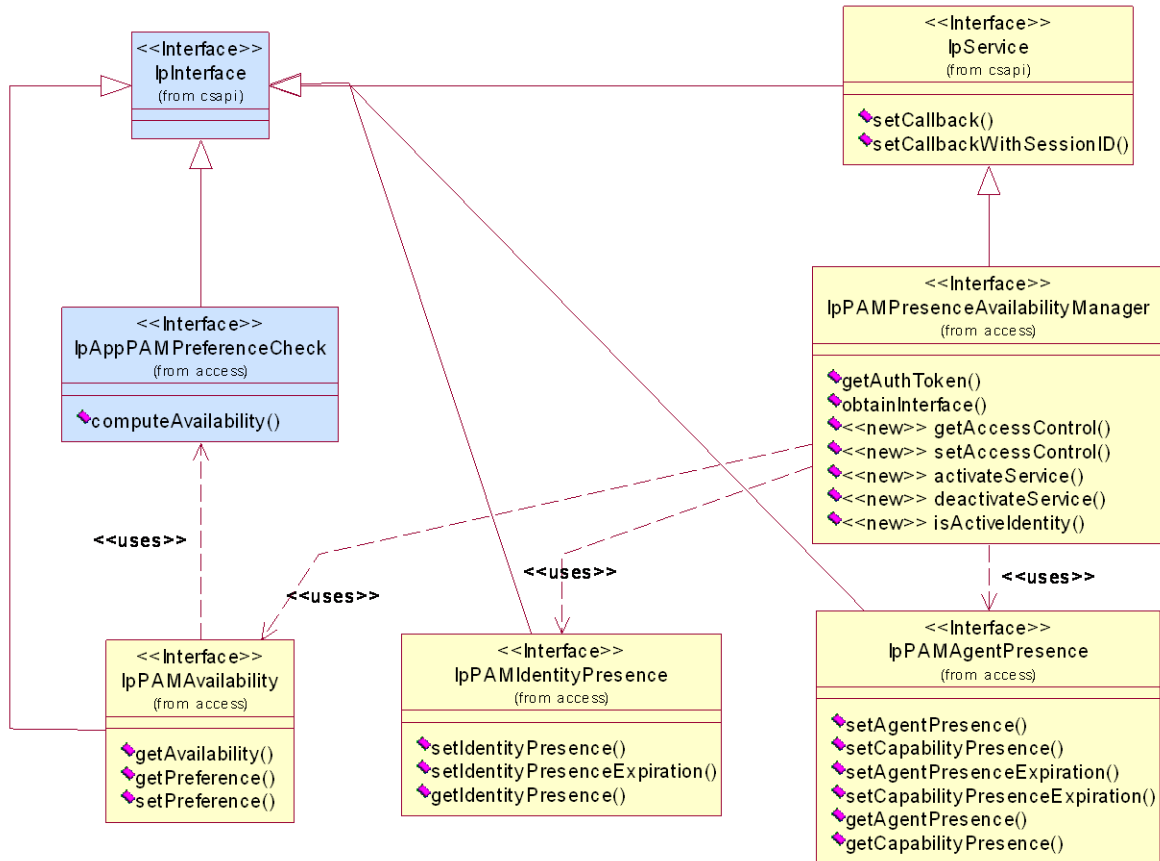 <<Interface>>
IpInterface
(from csapi)
<<Interface>>
IpService
(from csapi)
setCallback()
setCallbackWithSessionID()
<<Interface>>
IpAppPAMPreferenceCheck
(from access)
computeAvailability()
<<Interface>>
IpPAMPresenceAvailabilityManager
(from access)
getAuthToken()
obtainInterface()
<<new>> getAccessControl()
<<new>> setAccessControl()
<<new>> activateService()
<<new>> deactivateService()
<<new>> isActiveIdentity()
<<uses>>
<<uses>>
<<uses>>
<<uses>>
<<Interface>>
IpPAMAvailability
(from access)
getAvailability()
getPreference()
setPreference()
<<Interface>>
IpPAMIdentityPresence
(from access)
setIdentityPresence()
setIdentityPresenceExpiration()
getIdentityPresence()
<<Interface>>
IpPAMAgentPresence
(from access)
setAgentPresence()
setCapabilityPresence()
setAgentPresenceExpiration()
setCapabilityPresenceExpiration()
getAgentPresence()
getCapabilityPresence()